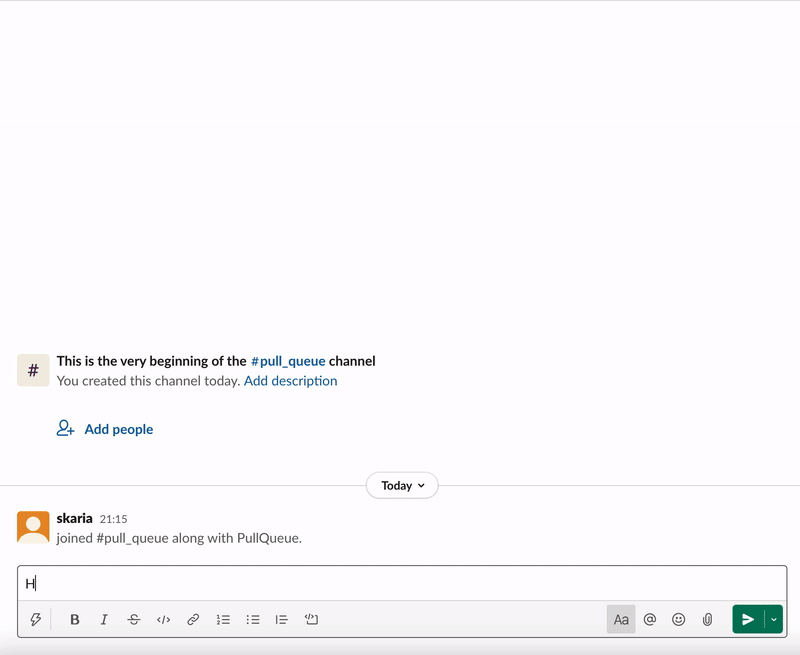 # This is the very beginning of the #pull_queue channel
You created this channel today. Add description
Add people
Today
skaria 21:15
joined #pull_queue along with PullQueue.
H
B I S </> Aa @